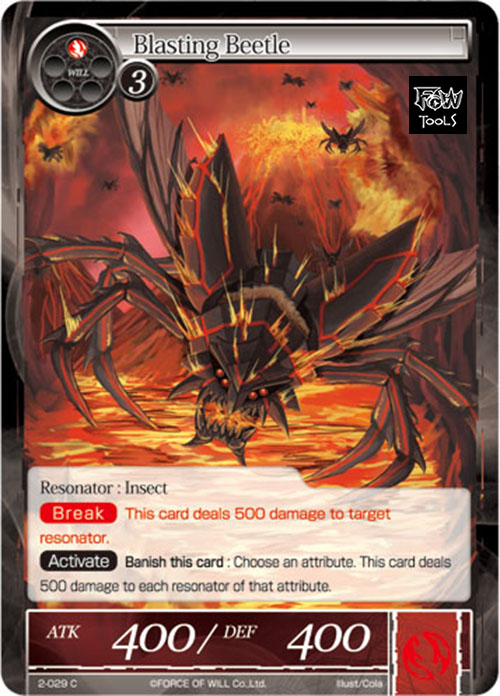 Blasting Beetle
WILL
3
FOW
TOOLS
Resonator : Insect
Break This card deals 500 damage to target
resonator.
Activate Banish this card : Choose an attribute. This card deals
500 damage to each resonator of that attribute.
ATK 400 / DEF 400
2-029 C ©FORCE OF WILL Co.,Ltd. Illust/Cola